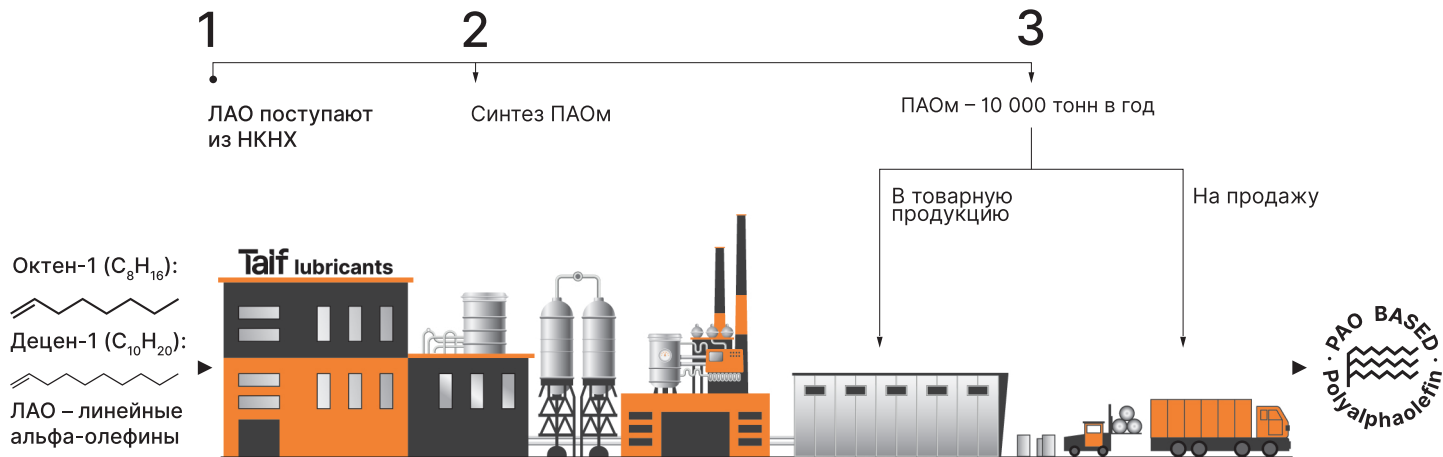 1
2
3
ЛАО поступают
из НКНХ
Синтез ПАОм
ПАОм – 10 000 тонн в год
В товарную
продукцию
На продажу
Taif lubricants
Октен-1 (C₈H₁₆):
Децен-1 (C₁₀H₂₀):
ЛАО – линейные
альфа-олефины
· PAO BASED ·
Polyalphaolefin